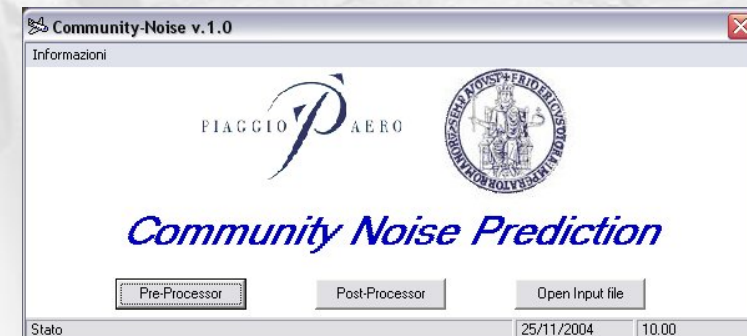 Community-Noise v.1.0
Informazioni
PIAGGIO P AERO
Community Noise Prediction
Pre-Processor Post-Processor Open Input file
Stato 25/11/2004 10.00